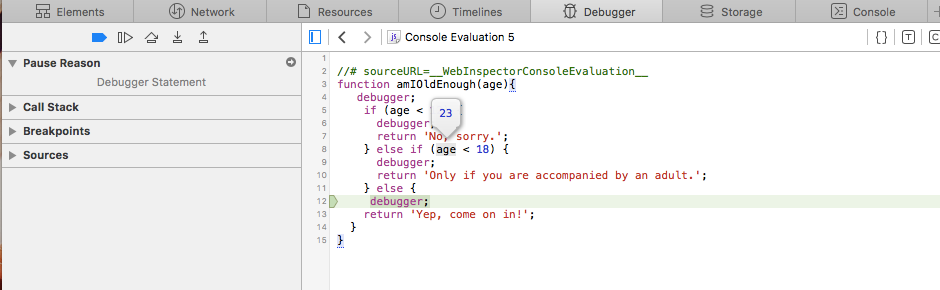 Elements Network Resources Timelines Debugger Storage Console
Console Evaluation 5 {} T C
Pause Reason
Debugger Statement
Call Stack
Breakpoints
Sources
1
2 //# sourceURL=__WebInspectorConsoleEvaluation__
3 function amIOldEnough(age){
4 debugger;
5 if (age < {
23
6 debugger;
7 return 'No, sorry.';
8 } else if (age < 18) {
9 debugger;
10 return 'Only if you are accompanied by an adult.';
11 } else {
12 debugger;
13 return 'Yep, come on in!';
14 }
15 }